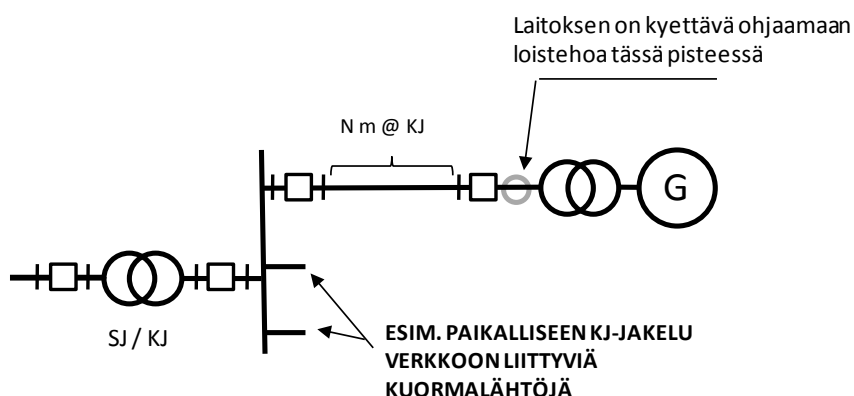 Laitoksen on kyettävä ohjaamaan
loistehoa tässä pisteessä
N m @ KJ
G
SJ / KJ
ESIM. PAIKALLISEEN KJ-JAKELU
VERKKOON LIITTYVIÄ
KUORMALÄHTÖJÄ